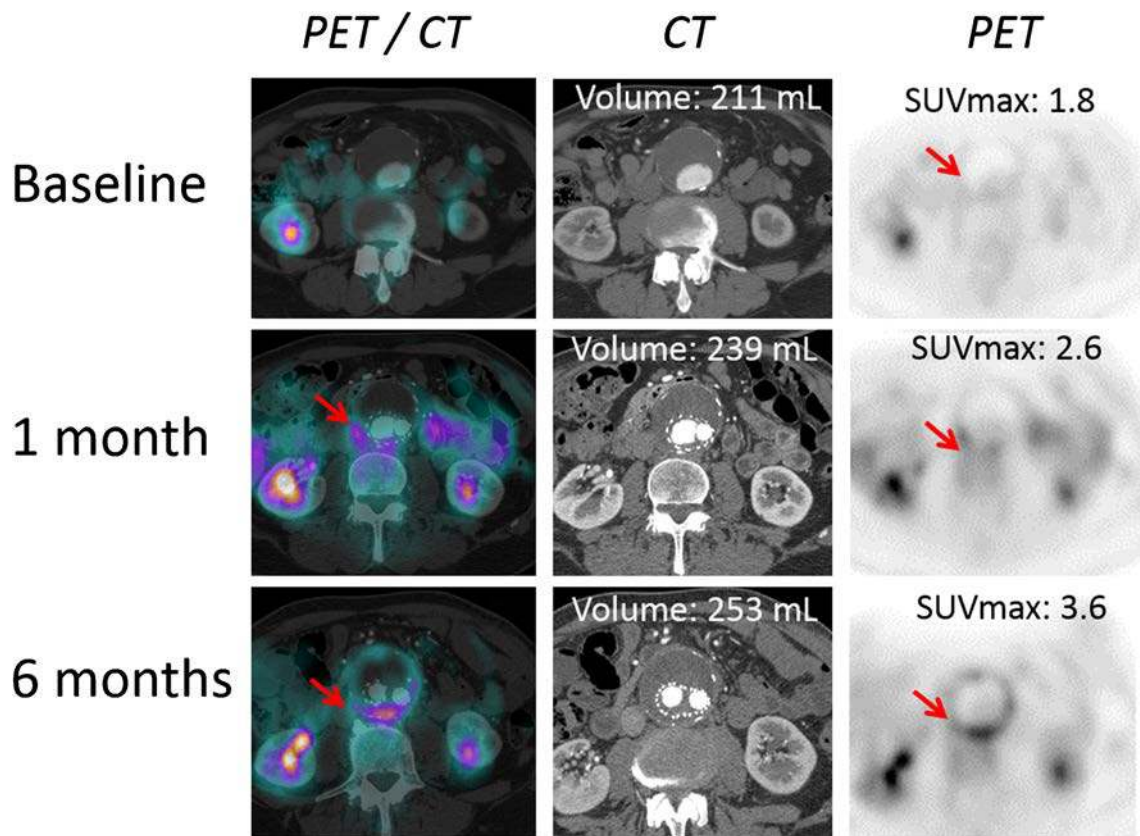 PET / CT
CT
PET
Baseline
Volume: 211 mL
SUVmax: 1.8
1 month
Volume: 239 mL
SUVmax: 2.6
6 months
Volume: 253 mL
SUVmax: 3.6